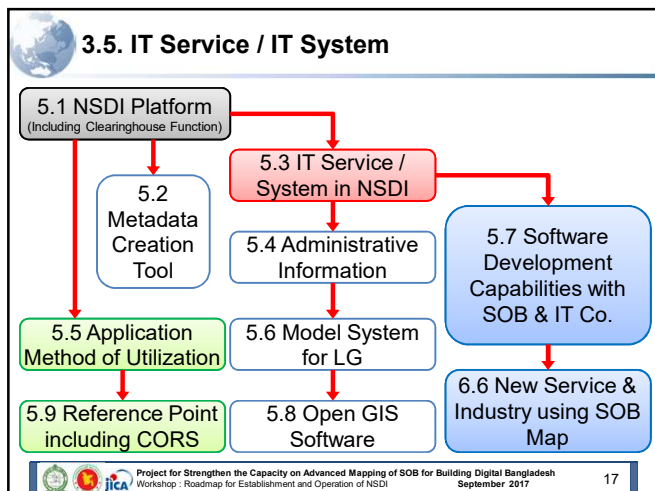 3.5. IT Service / IT System
5.1 NSDI Platform
(Including Clearinghouse Function)
5.3 IT Service /
System in NSDI
5.2
Metadata
Creation
Tool
5.4 Administrative
Information
5.7 Software
Development
Capabilities with
SOB & IT Co.
5.5 Application
Method of Utilization
5.6 Model System
for LG
5.9 Reference Point
including CORS
5.8 Open GIS
Software
6.6 New Service &
Industry using SOB
Map
jICA
Project for Strengthen the Capacity on Advanced Mapping of SOB for Building Digital Bangladesh
Workshop : Roadmap for Establishment and Operation of NSDI September 2017
17